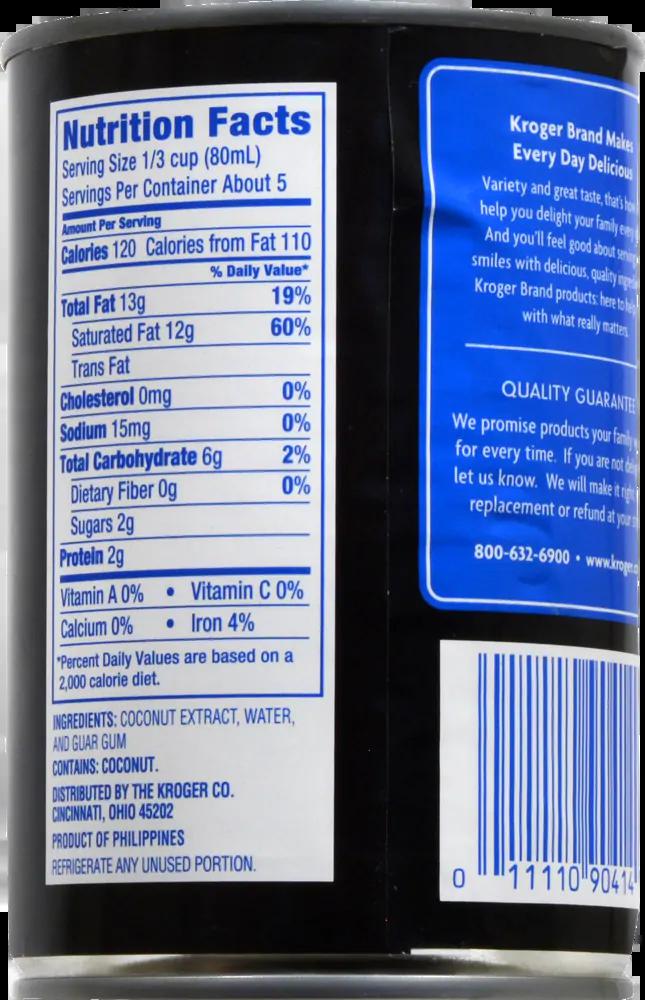 Nutrition Facts
Serving Size 1/3 cup (80mL)
Servings Per Container About 5
Amount Per Serving
Calories 120 Calories from Fat 110
% Daily Value*
Total Fat 13g 19%
Saturated Fat 12g 60%
Trans Fat
Cholesterol 0mg 0%
Sodium 15mg 0%
Total Carbohydrate 6g 2%
Dietary Fiber 0g 0%
Sugars 2g
Protein 2g
Vitamin A 0% • Vitamin C 0%
Calcium 0% • Iron 4%
*Percent Daily Values are based on a
2,000 calorie diet.
INGREDIENTS: COCONUT EXTRACT, WATER,
AND GUAR GUM
CONTAINS: COCONUT.
DISTRIBUTED BY THE KROGER CO.
CINCINNATI, OHIO 45202
PRODUCT OF PHILIPPINES
REFRIGERATE ANY UNUSED PORTION.
Kroger Brand Makes
Every Day Delicious
Variety and great taste, that's how
help you delight your family every
And you'll feel good about serving
smiles with delicious, quality
Kroger Brand products: here to help
with what really matters.
QUALITY GUARANTEE
We promise products your family
for every time. If you are not
let us know. We will make it right
replacement or refund at your
800-632-6900 • www.kroger.co
0 11110 90414